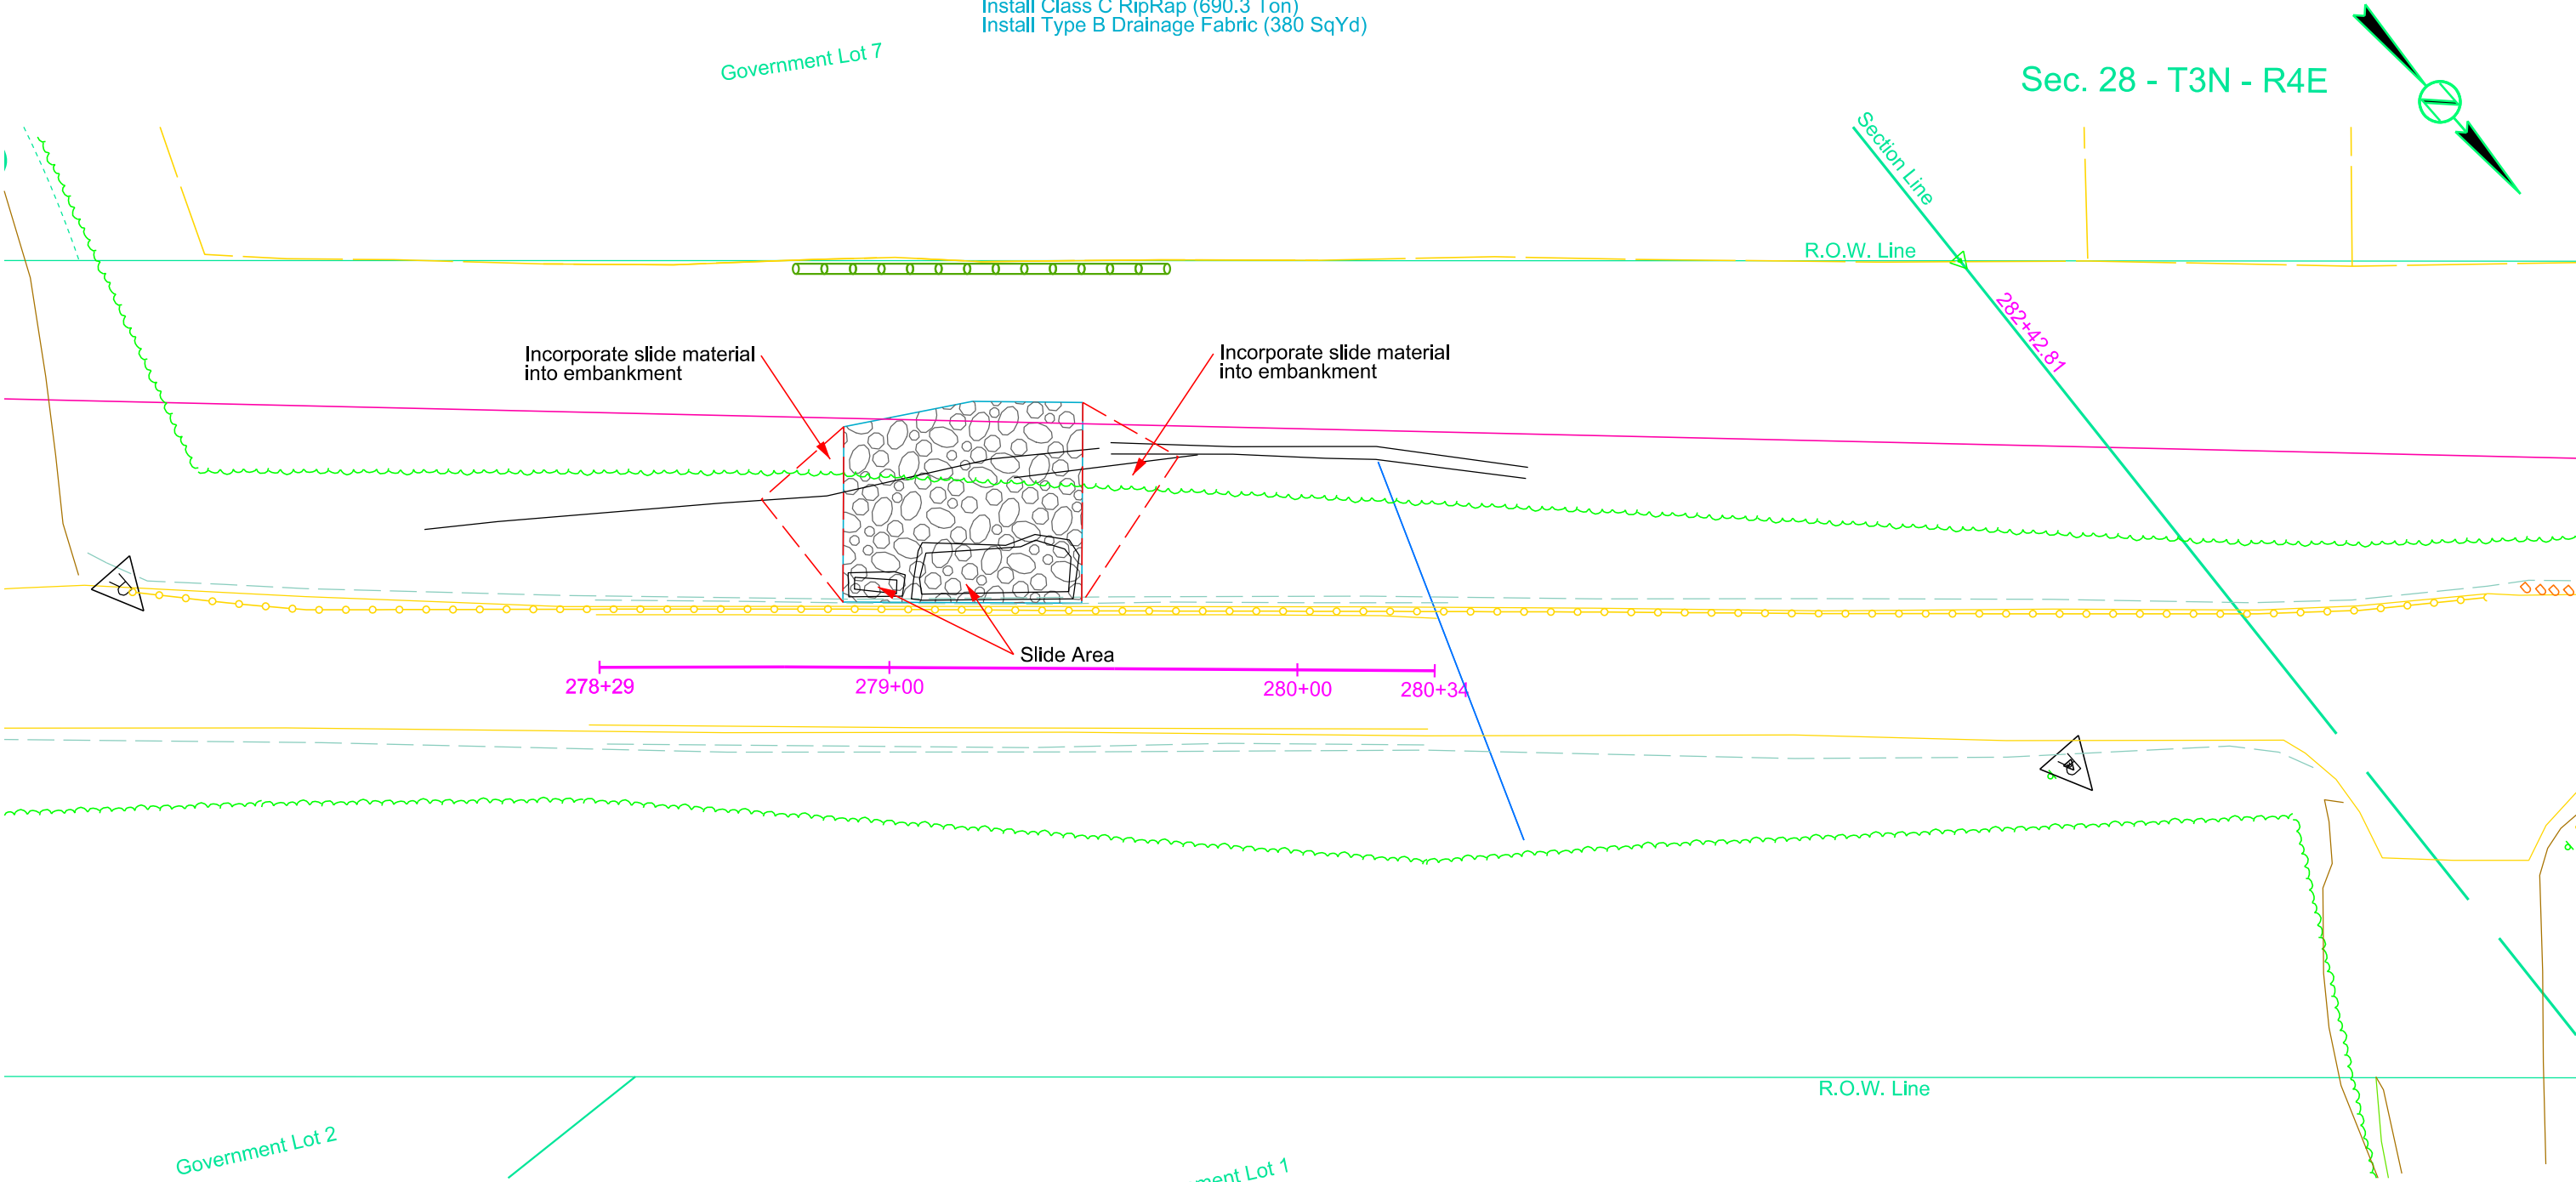 Install Class C RipRap (690.3 Ton)
Install Type B Drainage Fabric (380 SqYd)
Government Lot 7
Sec. 28 - T3N - R4E
Section Line
R.O.W. Line
282+42.81
Incorporate slide material
into embankment
Incorporate slide material
into embankment
Slide Area
278+29
279+00
280+00
280+34
R.O.W. Line
Government Lot 2
Lot 1